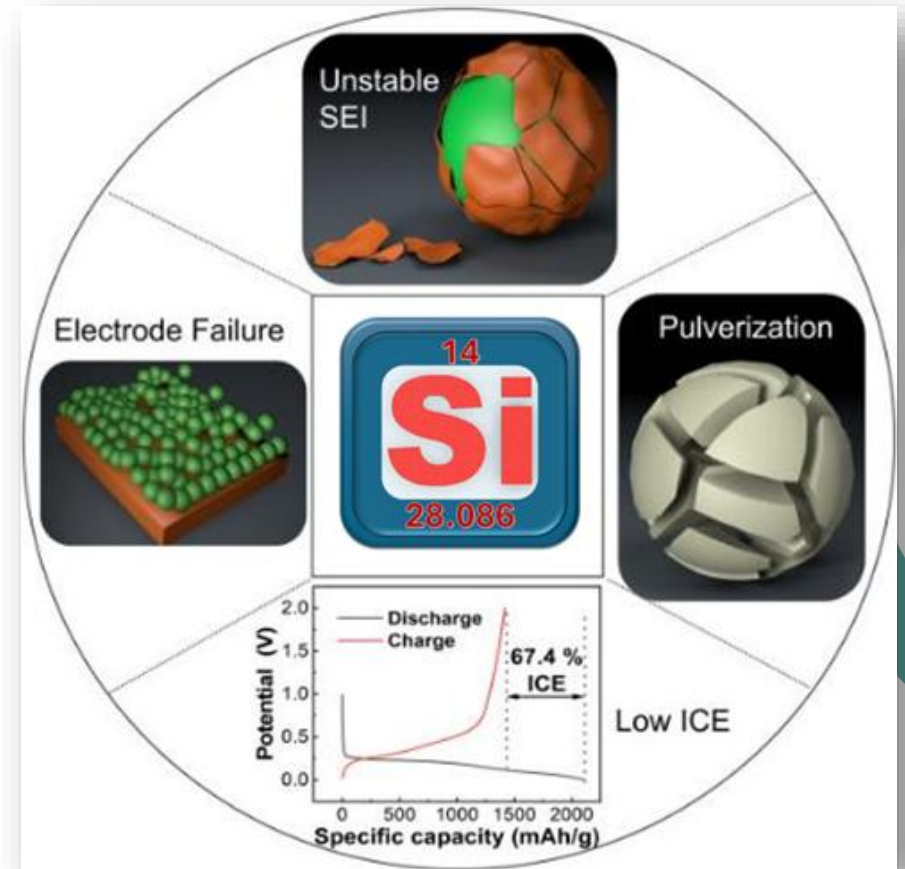 Unstable
SEI
Electrode Failure
14
Si
28.086
Pulverization
Discharge
Charge
67.4 %
ICE
Potential (V)
2.0
1.5
1.0
0.5
0.0
0 500 1000 1500 2000
Specific capacity (mAh/g)
Low ICE